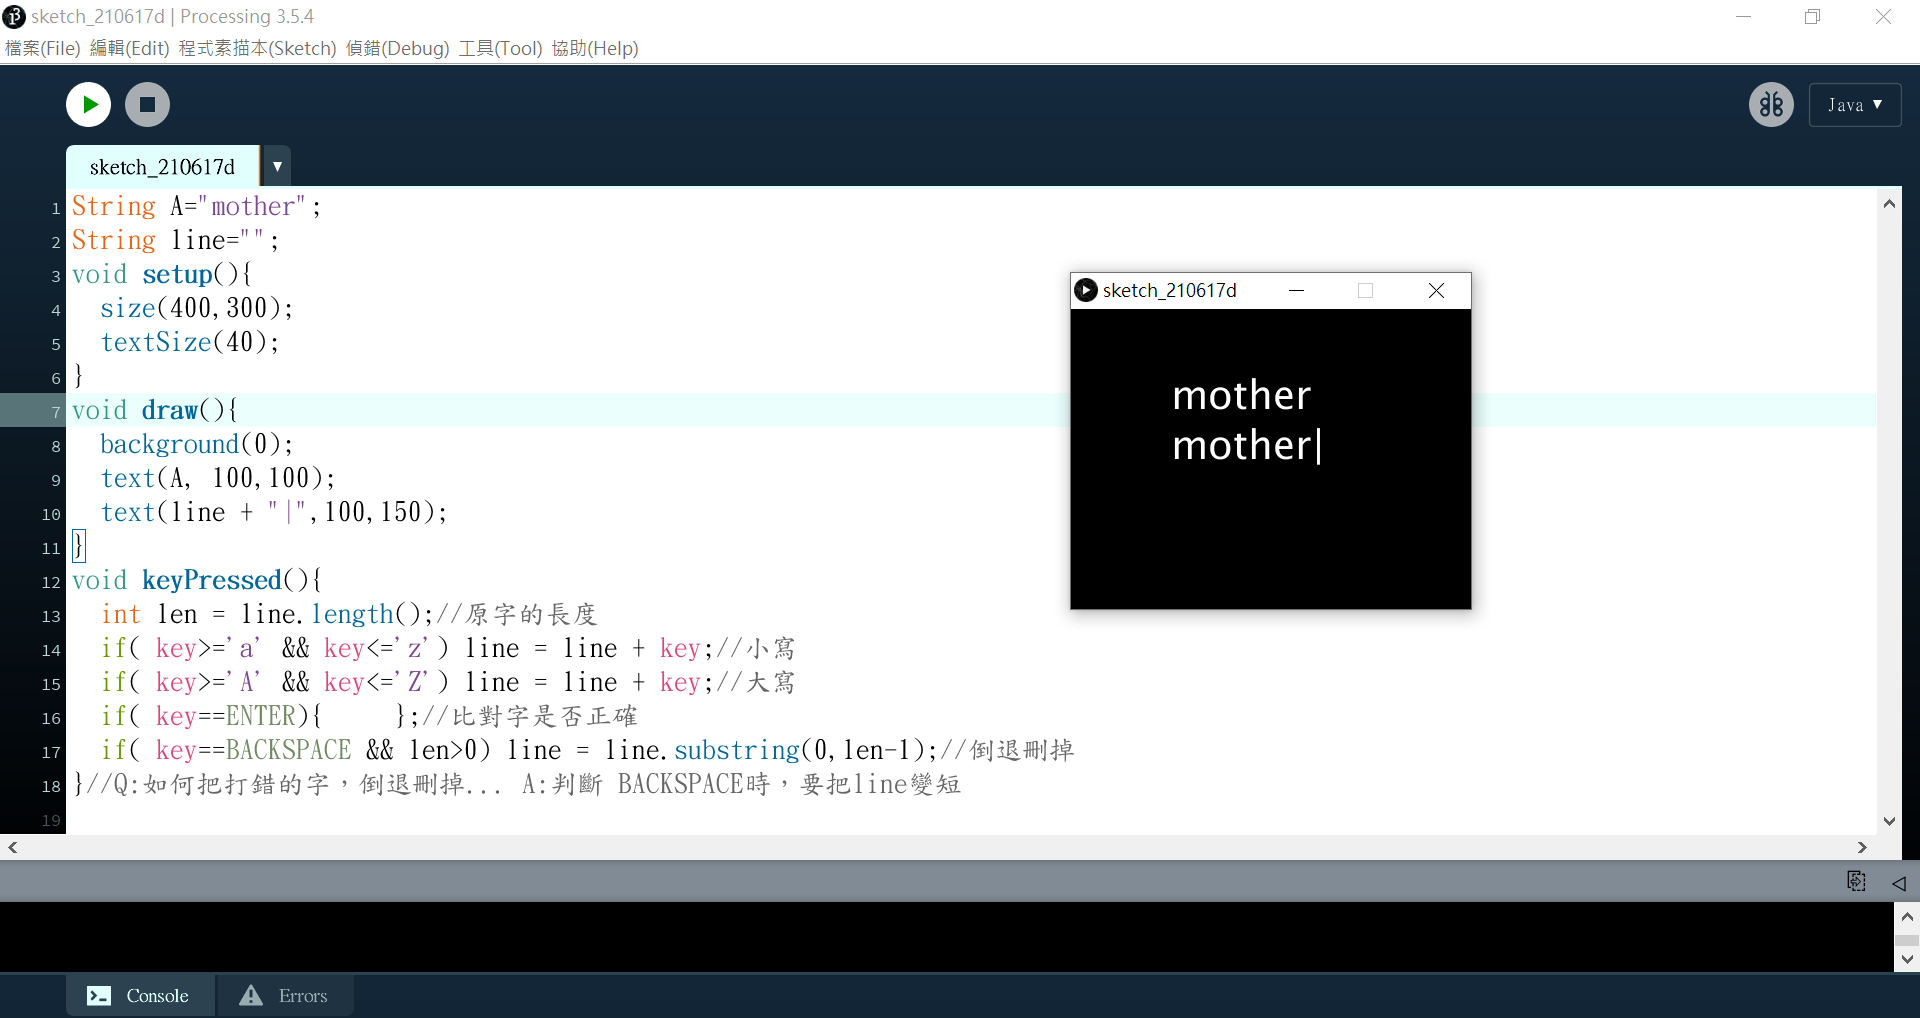 sketch_210617d | Processing 3.5.4
檔案(File) 編輯(Edit) 程式素描本(Sketch) 偵錯(Debug) 工具(Tool) 協助(Help)
Java ▼
sketch_210617d ▼
1 String A="mother";
2 String line="";
3 void setup(){
4   size(400,300);
5   textSize(40);
6 }
7 void draw(){
8   background(0);
9   text(A, 100,100);
10   text(line + "|",100,150);
11 }
12 void keyPressed(){
13   int len = line.length();//原字的長度
14   if( key>='a' && key<='z') line = line + key;//小寫
15   if( key>='A' && key<='Z') line = line + key;//大寫
16   if( key==ENTER){     };//比對字是否正確
17   if( key==BACKSPACE && len>0) line = line.substring(0,len-1);//倒退刪掉
18 }//Q:如何把打錯的字，倒退刪掉... A:判斷 BACKSPACE時，要把line變短
19
sketch_210617d
mother
mother|
Console
Errors